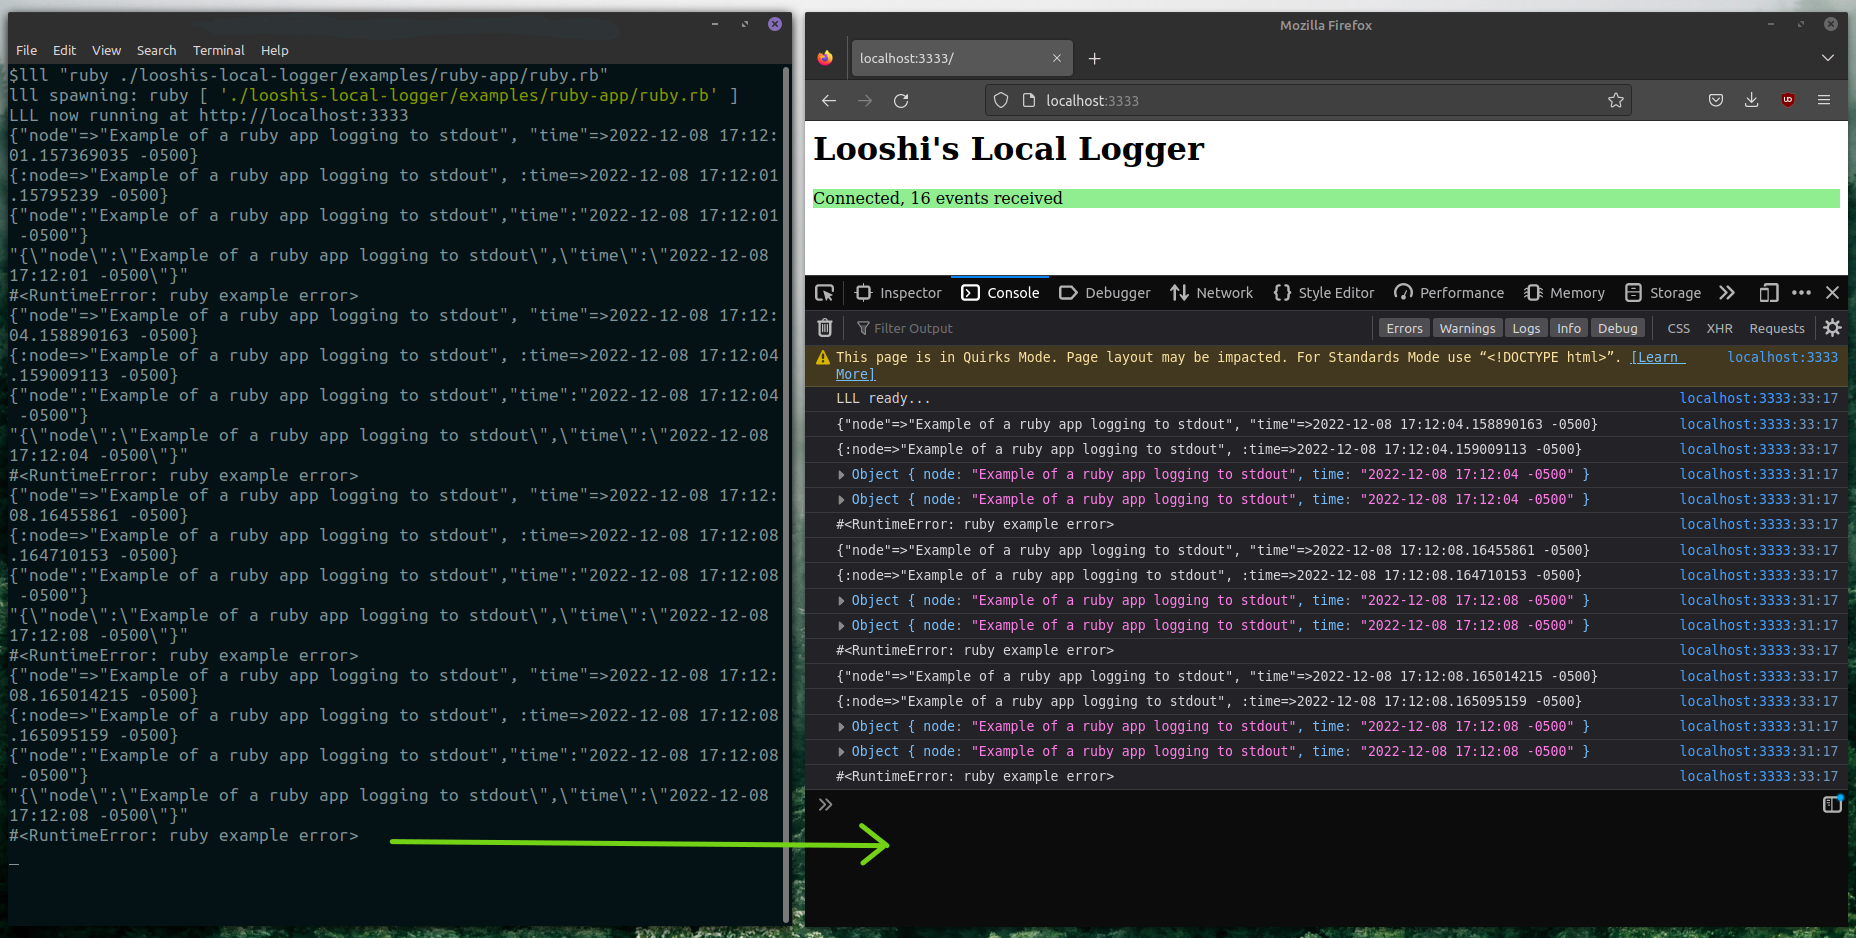 File Edit View Search Terminal Help
$lll "ruby ./looshis-local-logger/examples/ruby-app/ruby.rb"
lll spawning: ruby [ './looshis-local-logger/examples/ruby-app/ruby.rb' ]
LLL now running at http://localhost:3333
{"node"=>"Example of a ruby app logging to stdout", "time"=>2022-12-08 17:12:
01.157369035 -0500}
{:node=>"Example of a ruby app logging to stdout", :time=>2022-12-08 17:12:01
.15795239 -0500}
{"node":"Example of a ruby app logging to stdout","time":"2022-12-08 17:12:01
 -0500"}
"{\"node\":\"Example of a ruby app logging to stdout\",\"time\":\"2022-12-08
17:12:01 -0500\"}"
#<RuntimeError: ruby example error>
{"node"=>"Example of a ruby app logging to stdout", "time"=>2022-12-08 17:12:
04.158890163 -0500}
{:node=>"Example of a ruby app logging to stdout", :time=>2022-12-08 17:12:04
.159009113 -0500}
{"node":"Example of a ruby app logging to stdout","time":"2022-12-08 17:12:04
 -0500"}
"{\"node\":\"Example of a ruby app logging to stdout\",\"time\":\"2022-12-08
17:12:04 -0500\"}"
#<RuntimeError: ruby example error>
{"node"=>"Example of a ruby app logging to stdout", "time"=>2022-12-08 17:12:
08.16455861 -0500}
{:node=>"Example of a ruby app logging to stdout", :time=>2022-12-08 17:12:08
.164710153 -0500}
{"node":"Example of a ruby app logging to stdout","time":"2022-12-08 17:12:08
 -0500"}
"{\"node\":\"Example of a ruby app logging to stdout\",\"time\":\"2022-12-08
17:12:08 -0500\"}"
#<RuntimeError: ruby example error>
{"node"=>"Example of a ruby app logging to stdout", "time"=>2022-12-08 17:12:
08.165014215 -0500}
{:node=>"Example of a ruby app logging to stdout", :time=>2022-12-08 17:12:08
.165095159 -0500}
{"node":"Example of a ruby app logging to stdout","time":"2022-12-08 17:12:08
 -0500"}
"{\"node\":\"Example of a ruby app logging to stdout\",\"time\":\"2022-12-08
17:12:08 -0500\"}"
#<RuntimeError: ruby example error>
_
Mozilla Firefox
localhost:3333/
localhost:3333
Looshi's Local Logger
Connected, 16 events received
Inspector Console Debugger Network Style Editor Performance Memory Storage
Filter Output Errors Warnings Logs Info Debug CSS XHR Requests
This page is in Quirks Mode. Page layout may be impacted. For Standards Mode use “<!DOCTYPE html>”. [Learn localhost:3333
More]
LLL ready... localhost:3333:33:17
{"node"=>"Example of a ruby app logging to stdout", "time"=>2022-12-08 17:12:04.158890163 -0500} localhost:3333:33:17
{:node=>"Example of a ruby app logging to stdout", :time=>2022-12-08 17:12:04.159009113 -0500} localhost:3333:33:17
Object { node: "Example of a ruby app logging to stdout", time: "2022-12-08 17:12:04 -0500" } localhost:3333:31:17
Object { node: "Example of a ruby app logging to stdout", time: "2022-12-08 17:12:04 -0500" } localhost:3333:31:17
#<RuntimeError: ruby example error> localhost:3333:33:17
{"node"=>"Example of a ruby app logging to stdout", "time"=>2022-12-08 17:12:08.16455861 -0500} localhost:3333:33:17
{:node=>"Example of a ruby app logging to stdout", :time=>2022-12-08 17:12:08.164710153 -0500} localhost:3333:33:17
Object { node: "Example of a ruby app logging to stdout", time: "2022-12-08 17:12:08 -0500" } localhost:3333:31:17
Object { node: "Example of a ruby app logging to stdout", time: "2022-12-08 17:12:08 -0500" } localhost:3333:31:17
#<RuntimeError: ruby example error> localhost:3333:33:17
{"node"=>"Example of a ruby app logging to stdout", "time"=>2022-12-08 17:12:08.165014215 -0500} localhost:3333:33:17
{:node=>"Example of a ruby app logging to stdout", :time=>2022-12-08 17:12:08.165095159 -0500} localhost:3333:33:17
Object { node: "Example of a ruby app logging to stdout", time: "2022-12-08 17:12:08 -0500" } localhost:3333:31:17
Object { node: "Example of a ruby app logging to stdout", time: "2022-12-08 17:12:08 -0500" } localhost:3333:31:17
#<RuntimeError: ruby example error> localhost:3333:33:17